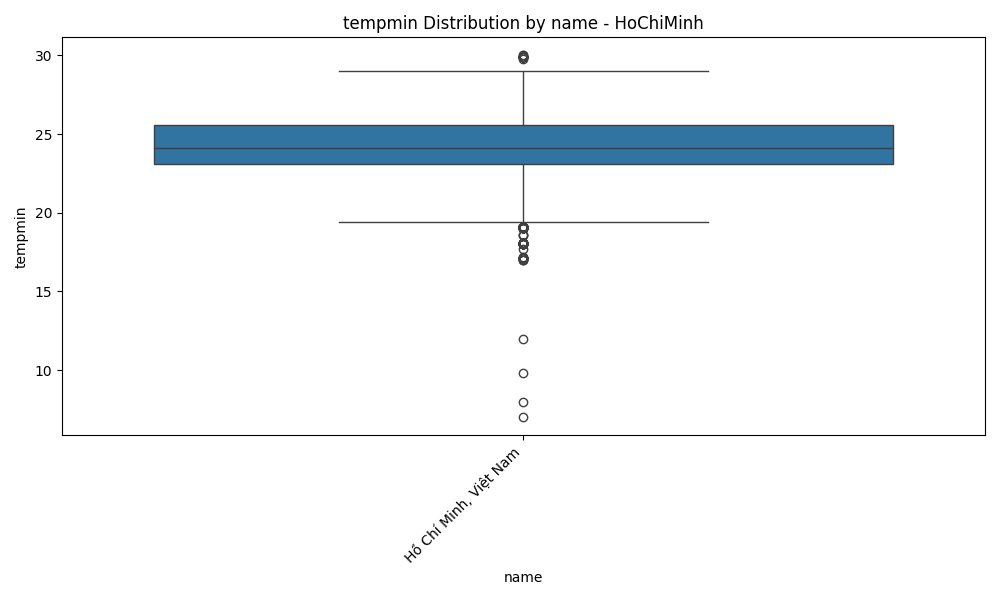 tempmin Distribution by name - HoChiMinh
30
25
20
15
10
tempmin
Hồ Chí Minh, Việt Nam
name